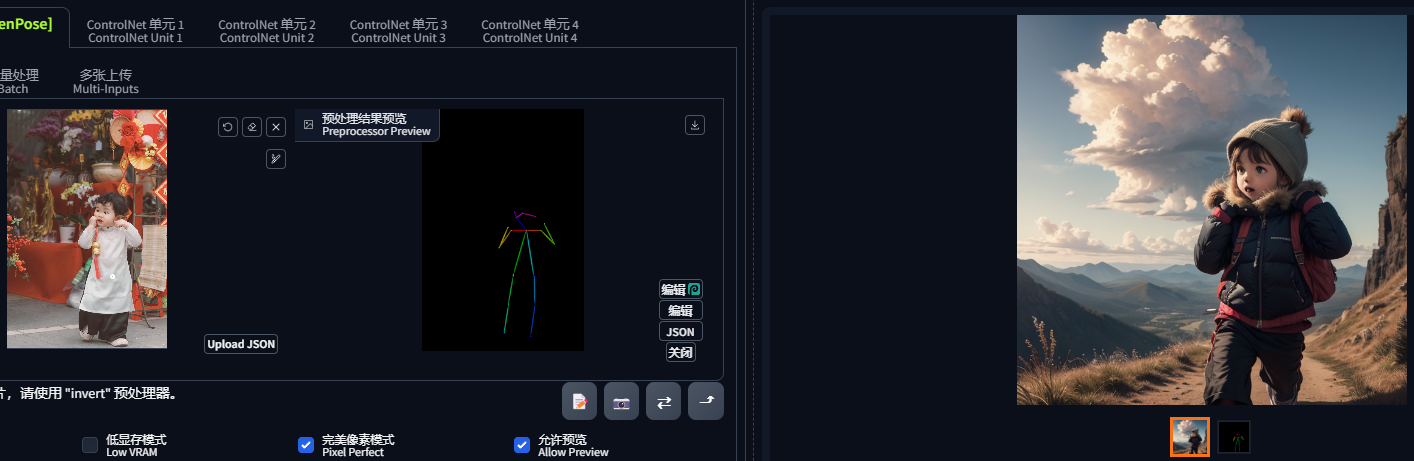 enPose]
ControlNet 单元 1
ControlNet Unit 1
ControlNet 单元 2
ControlNet Unit 2
ControlNet 单元 3
ControlNet Unit 3
ControlNet 单元 4
ControlNet Unit 4
量处理
Batch
多张上传
Multi-Inputs
预处理结果预览
Preprocessor Preview
编辑
编辑
Upload JSON
JSON
关闭
片，请使用 "invert" 预处理器。
低显存模式
Low VRAM
完美像素模式
Pixel Perfect
允许预览
Allow Preview